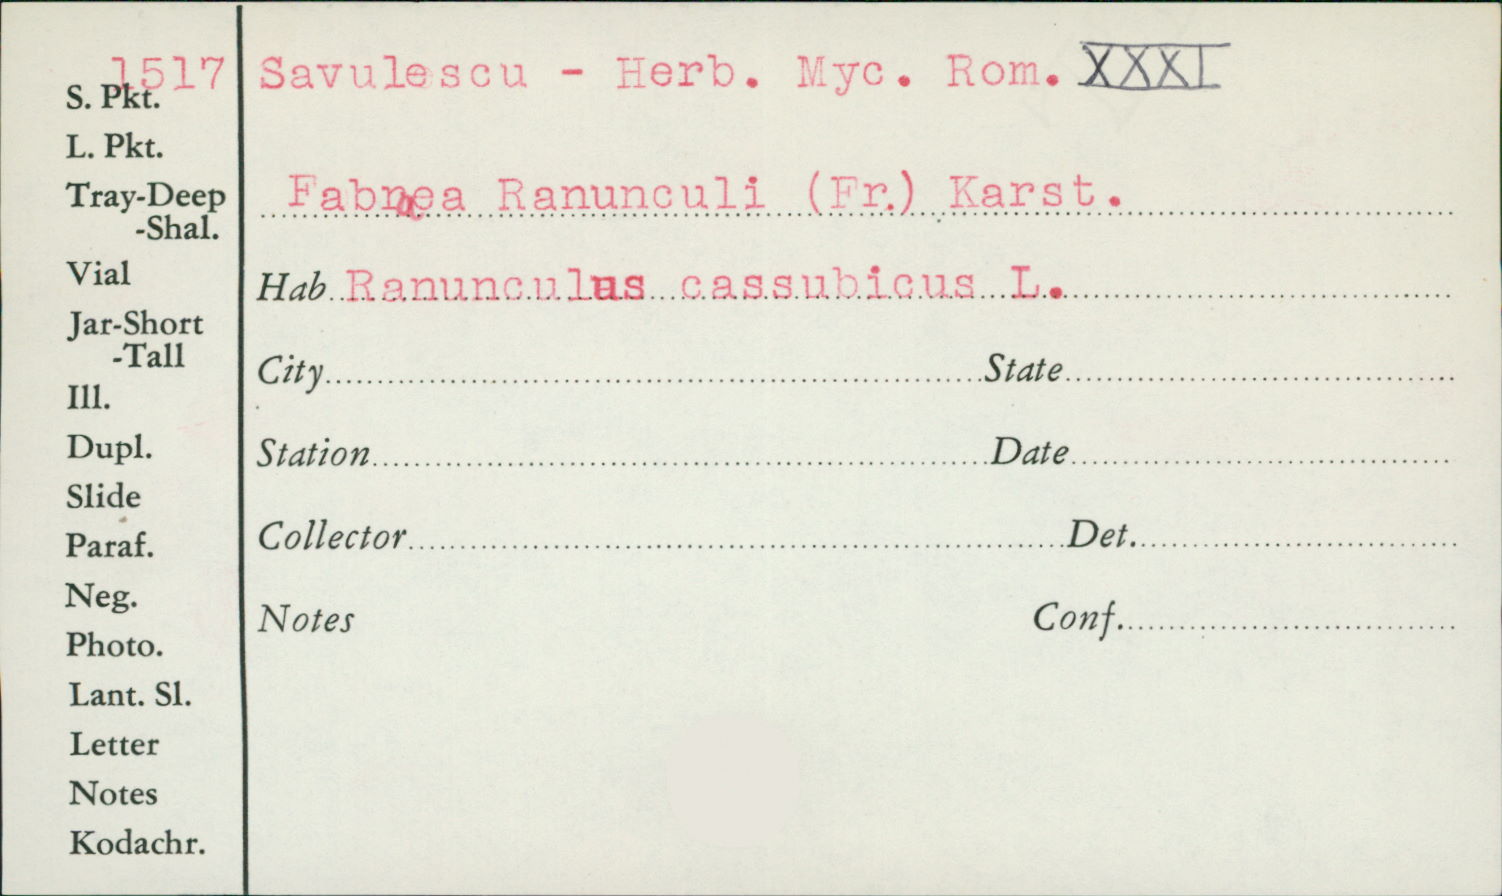 1517 Savulescu - Herb. Myc. Rom. XXXI
S. Pkt.
L. Pkt.
Tray-Deep
-Shal.
Vial
Jar-Short
-Tall
Ill.
Dupl.
Slide
Paraf.
Neg.
Photo.
Lant. Sl.
Letter
Notes
Kodachr.
Fabraea Ranunculi (Fr.) Karst.
Hab Ranunculus cassubicus L.
City State
Station Date
Collector Det.
Notes Conf.